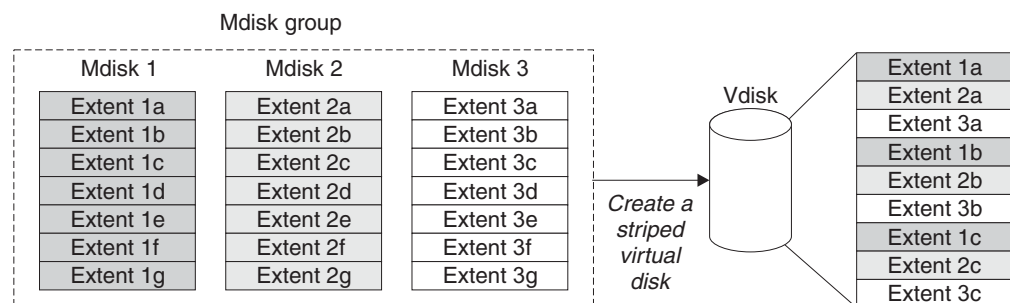 Mdisk group
Mdisk 1
Extent 1a
Extent 1b
Extent 1c
Extent 1d
Extent 1e
Extent 1f
Extent 1g
Mdisk 2
Extent 2a
Extent 2b
Extent 2c
Extent 2d
Extent 2e
Extent 2f
Extent 2g
Mdisk 3
Extent 3a
Extent 3b
Extent 3c
Extent 3d
Extent 3e
Extent 3f
Extent 3g
Create a
striped
virtual
disk
Vdisk
Extent 1a
Extent 2a
Extent 3a
Extent 1b
Extent 2b
Extent 3b
Extent 1c
Extent 2c
Extent 3c